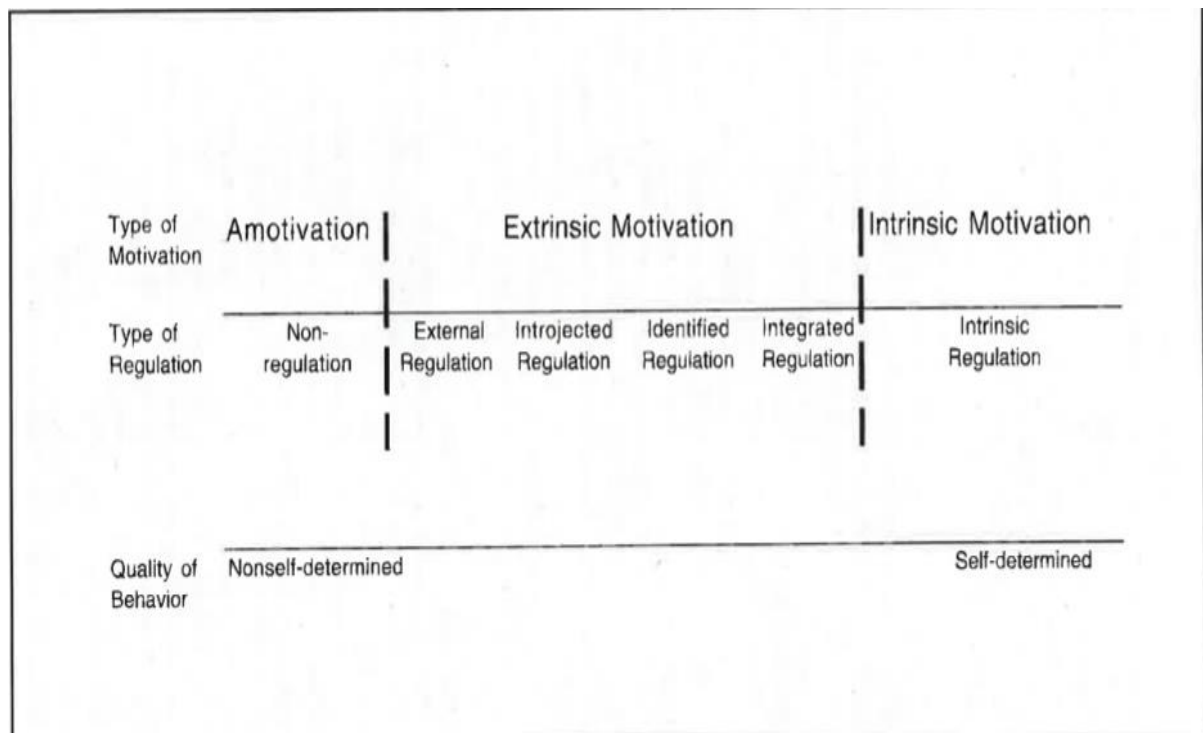 Type of Motivation
Amotivation
Extrinsic Motivation
Intrinsic Motivation
Type of Regulation
Non-regulation
External Regulation
Introjected Regulation
Identified Regulation
Integrated Regulation
Intrinsic Regulation
Quality of Behavior
Nonself-determined
Self-determined